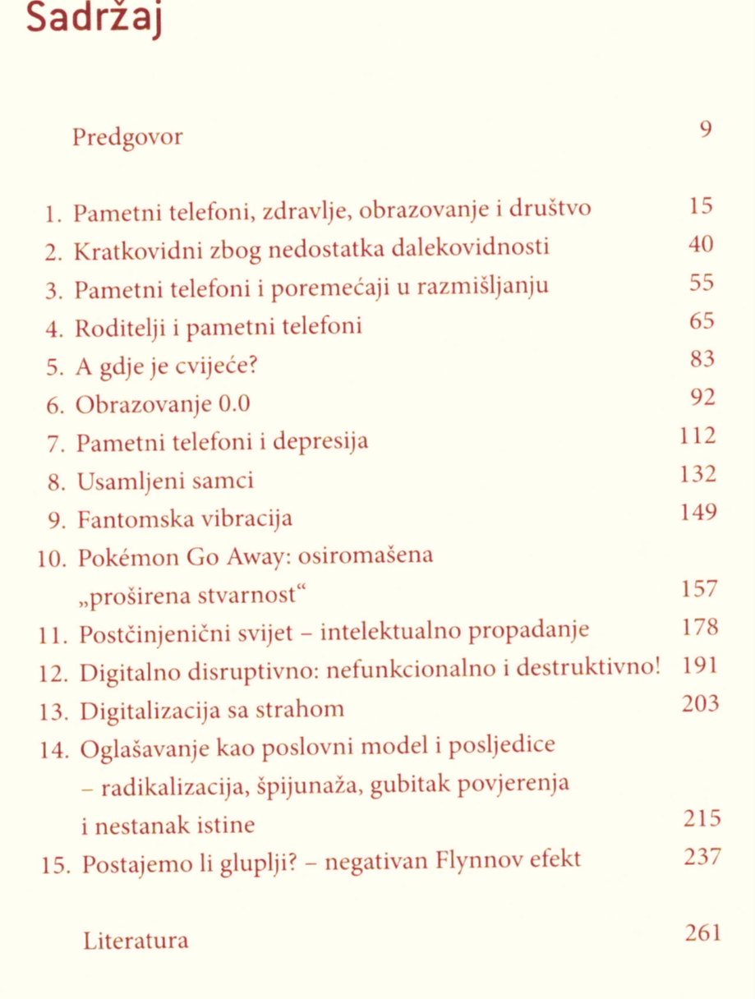 Sadržaj
Predgovor 9
1. Pametni telefoni, zdravlje, obrazovanje i društvo 15
2. Kratkovidni zbog nedostatka dalekovidnosti 40
3. Pametni telefoni i poremećaji u razmišljanju 55
4. Roditelji i pametni telefoni 65
5. A gdje je cvijeće? 83
6. Obrazovanje 0.0 92
7. Pametni telefoni i depresija 112
8. Usamljeni samci 132
9. Fantomska vibracija 149
10. Pokémon Go Away: osiromašena
„proširena stvarnost“ 157
11. Postčinjenični svijet – intelektualno propadanje 178
12. Digitalno disruptivno: nefunkcionalno i destruktivno! 191
13. Digitalizacija sa strahom 203
14. Oglašavanje kao poslovni model i posljedice
– radikalizacija, špijunaža, gubitak povjerenja
i nestanak istine 215
15. Postajemo li gluplji? – negativan Flynnov efekt 237
Literatura 261